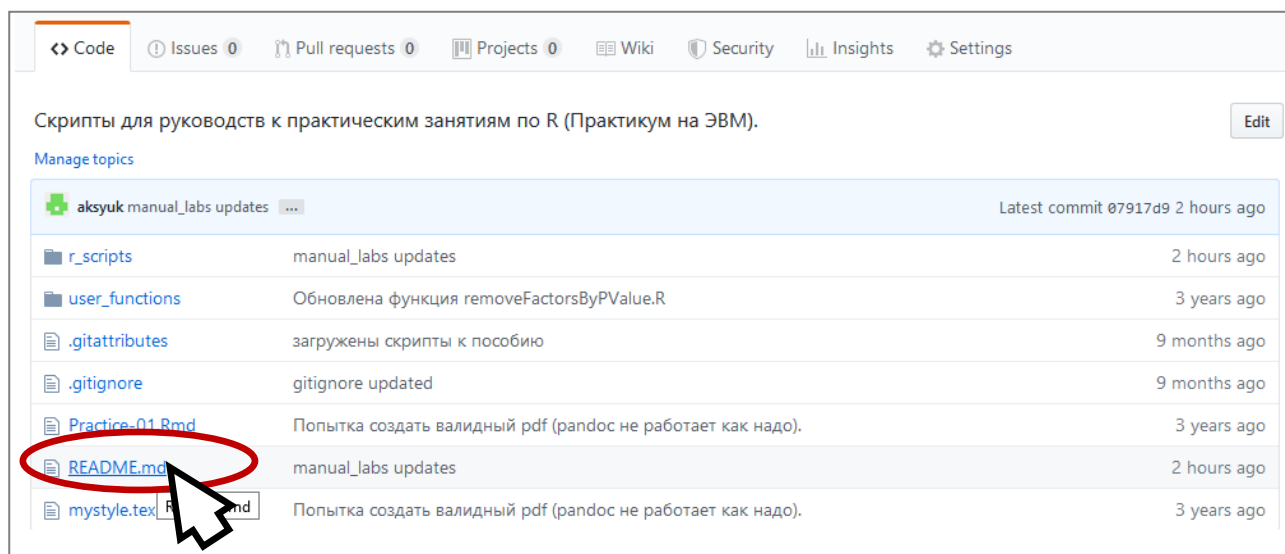 <> Code Issues 0 Pull requests 0 Projects 0 Wiki Security Insights Settings
Скрипты для руководств к практическим занятиям по R (Практикум на ЭВМ). Edit
Manage topics
aksyuk manual_labs updates ... Latest commit 07917d9 2 hours ago
r_scripts manual_labs updates 2 hours ago
user_functions Обновлена функция removeFactorsByPValue.R 3 years ago
.gitattributes загружены скрипты к пособию 9 months ago
.gitignore gitignore updated 9 months ago
Practice-01.Rmd Попытка создать валидный pdf (pandoc не работает как надо). 3 years ago
README.md manual_labs updates 2 hours ago
mystyle.tex Попытка создать валидный pdf (pandoc не работает как надо). 3 years ago